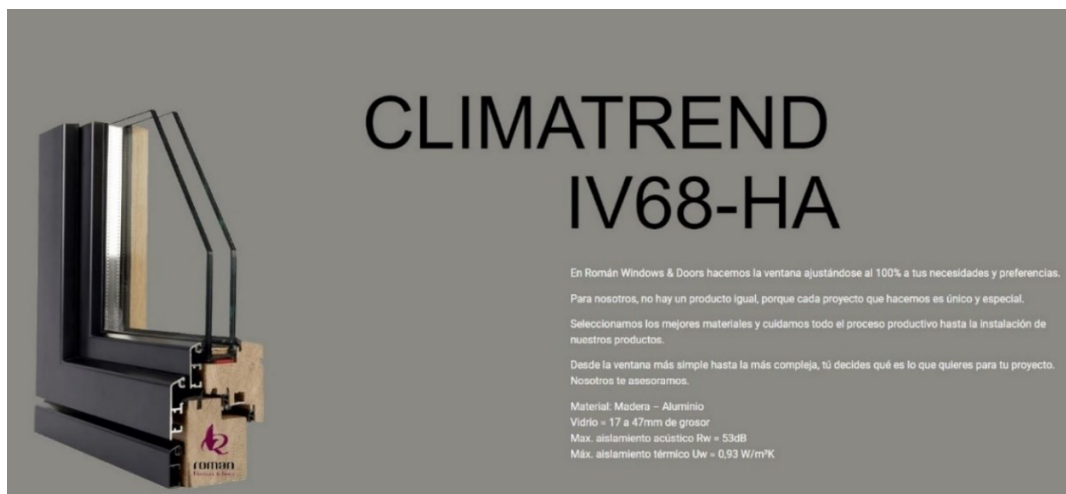 CLIMATREND
IV68-HA
En Román Windows & Doors hacemos la ventana ajustándose al 100% a tus necesidades y preferencias.
Para nosotros, no hay un producto igual, porque cada proyecto que hacemos es único y especial.
Seleccionamos los mejores materiales y cuidamos todo el proceso productivo hasta la instalación de
nuestros productos.
Desde la ventana más simple hasta la más compleja, tú decides qué es lo que quieres para tu proyecto.
Nosotros te asesoramos.
Material: Madera – Aluminio
Vidrio = 17 a 47mm de grosor
Max. aislamiento acústico Rw = 53dB
Máx. aislamiento térmico Uw = 0,93 W/m²K
roman